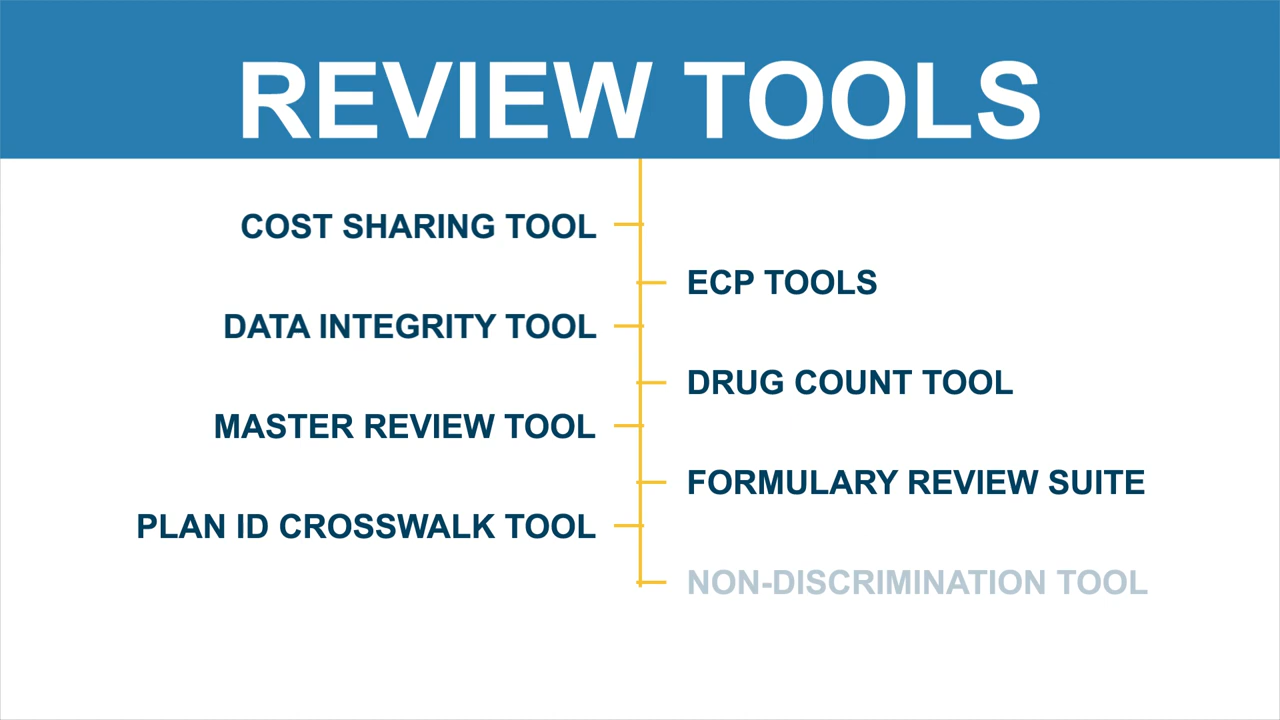 REVIEW TOOLS
COST SHARING TOOL
ECP TOOLS
DATA INTEGRITY TOOL
DRUG COUNT TOOL
MASTER REVIEW TOOL
FORMULARY REVIEW SUITE
PLAN ID CROSSWALK TOOL
NON-DISCRIMINATION TOOL